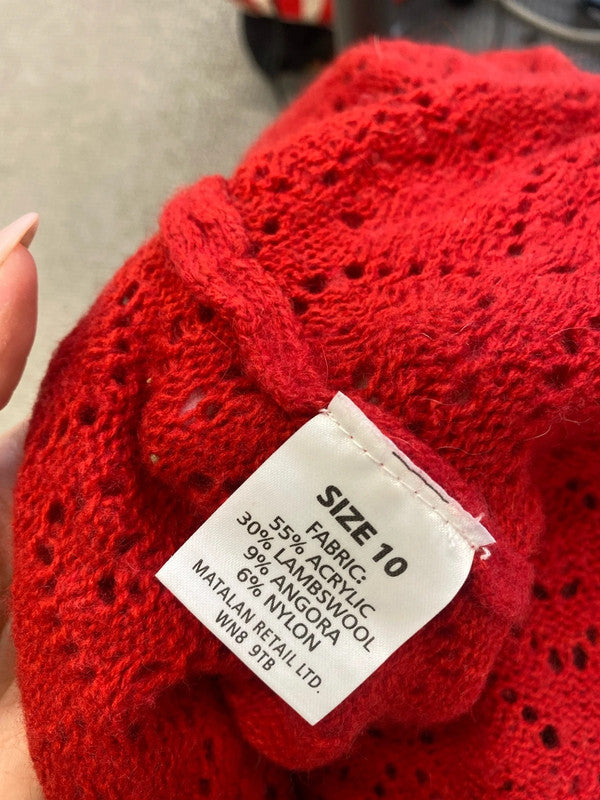 SIZE 10
FABRIC:
55% ACRYLIC
30% LAMBSWOOL
9% ANGORA
6% NYLON
MATALAN RETAIL LTD.
WN8 9TB